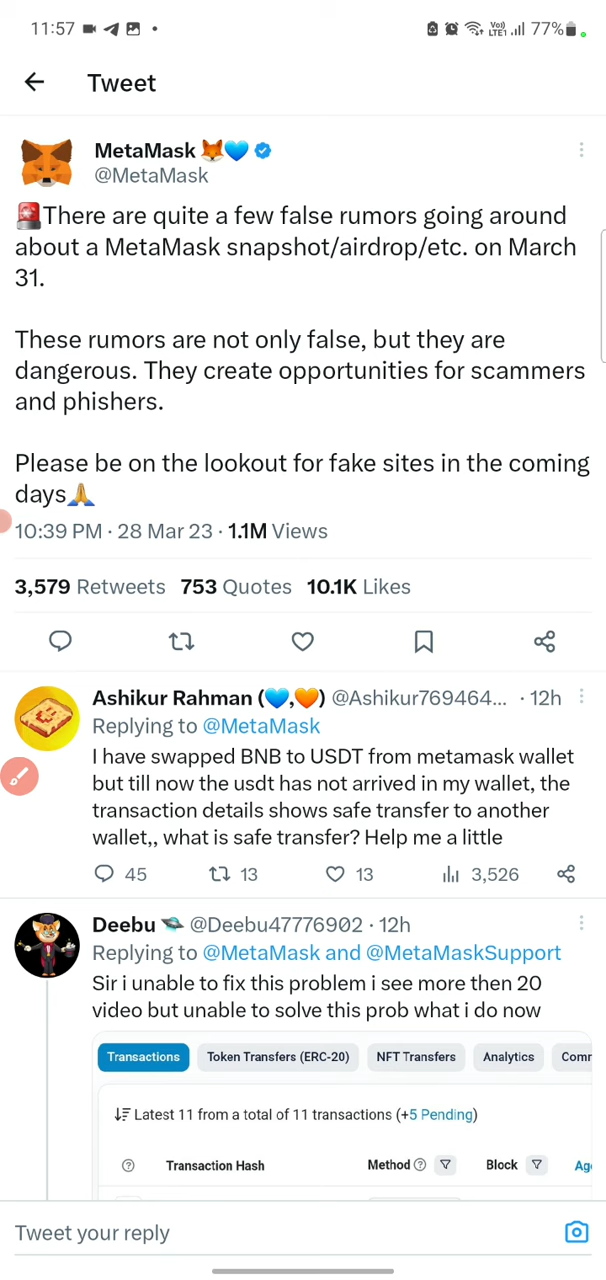 11:57 Vo)) LTE1 77%
Tweet
MetaMask 🦊💙
@MetaMask
🚨There are quite a few false rumors going around
about a MetaMask snapshot/airdrop/etc. on March
31.
These rumors are not only false, but they are
dangerous. They create opportunities for scammers
and phishers.
Please be on the lookout for fake sites in the coming
days🙏
10:39 PM · 28 Mar 23 · 1.1M Views
3,579 Retweets 753 Quotes 10.1K Likes
Ashikur Rahman (💙,🧡) @Ashikur769464... · 12h
Replying to @MetaMask
I have swapped BNB to USDT from metamask wallet
but till now the usdt has not arrived in my wallet, the
transaction details shows safe transfer to another
wallet,, what is safe transfer? Help me a little
45 13 13 3,526
Deebu 🛸 @Deebu47776902 · 12h
Replying to @MetaMask and @MetaMaskSupport
Sir i unable to fix this problem i see more then 20
video but unable to solve this prob what i do now
Transactions Token Transfers (ERC-20) NFT Transfers Analytics Comr
Latest 11 from a total of 11 transactions (+5 Pending)
Transaction Hash Method Block Age
Tweet your reply